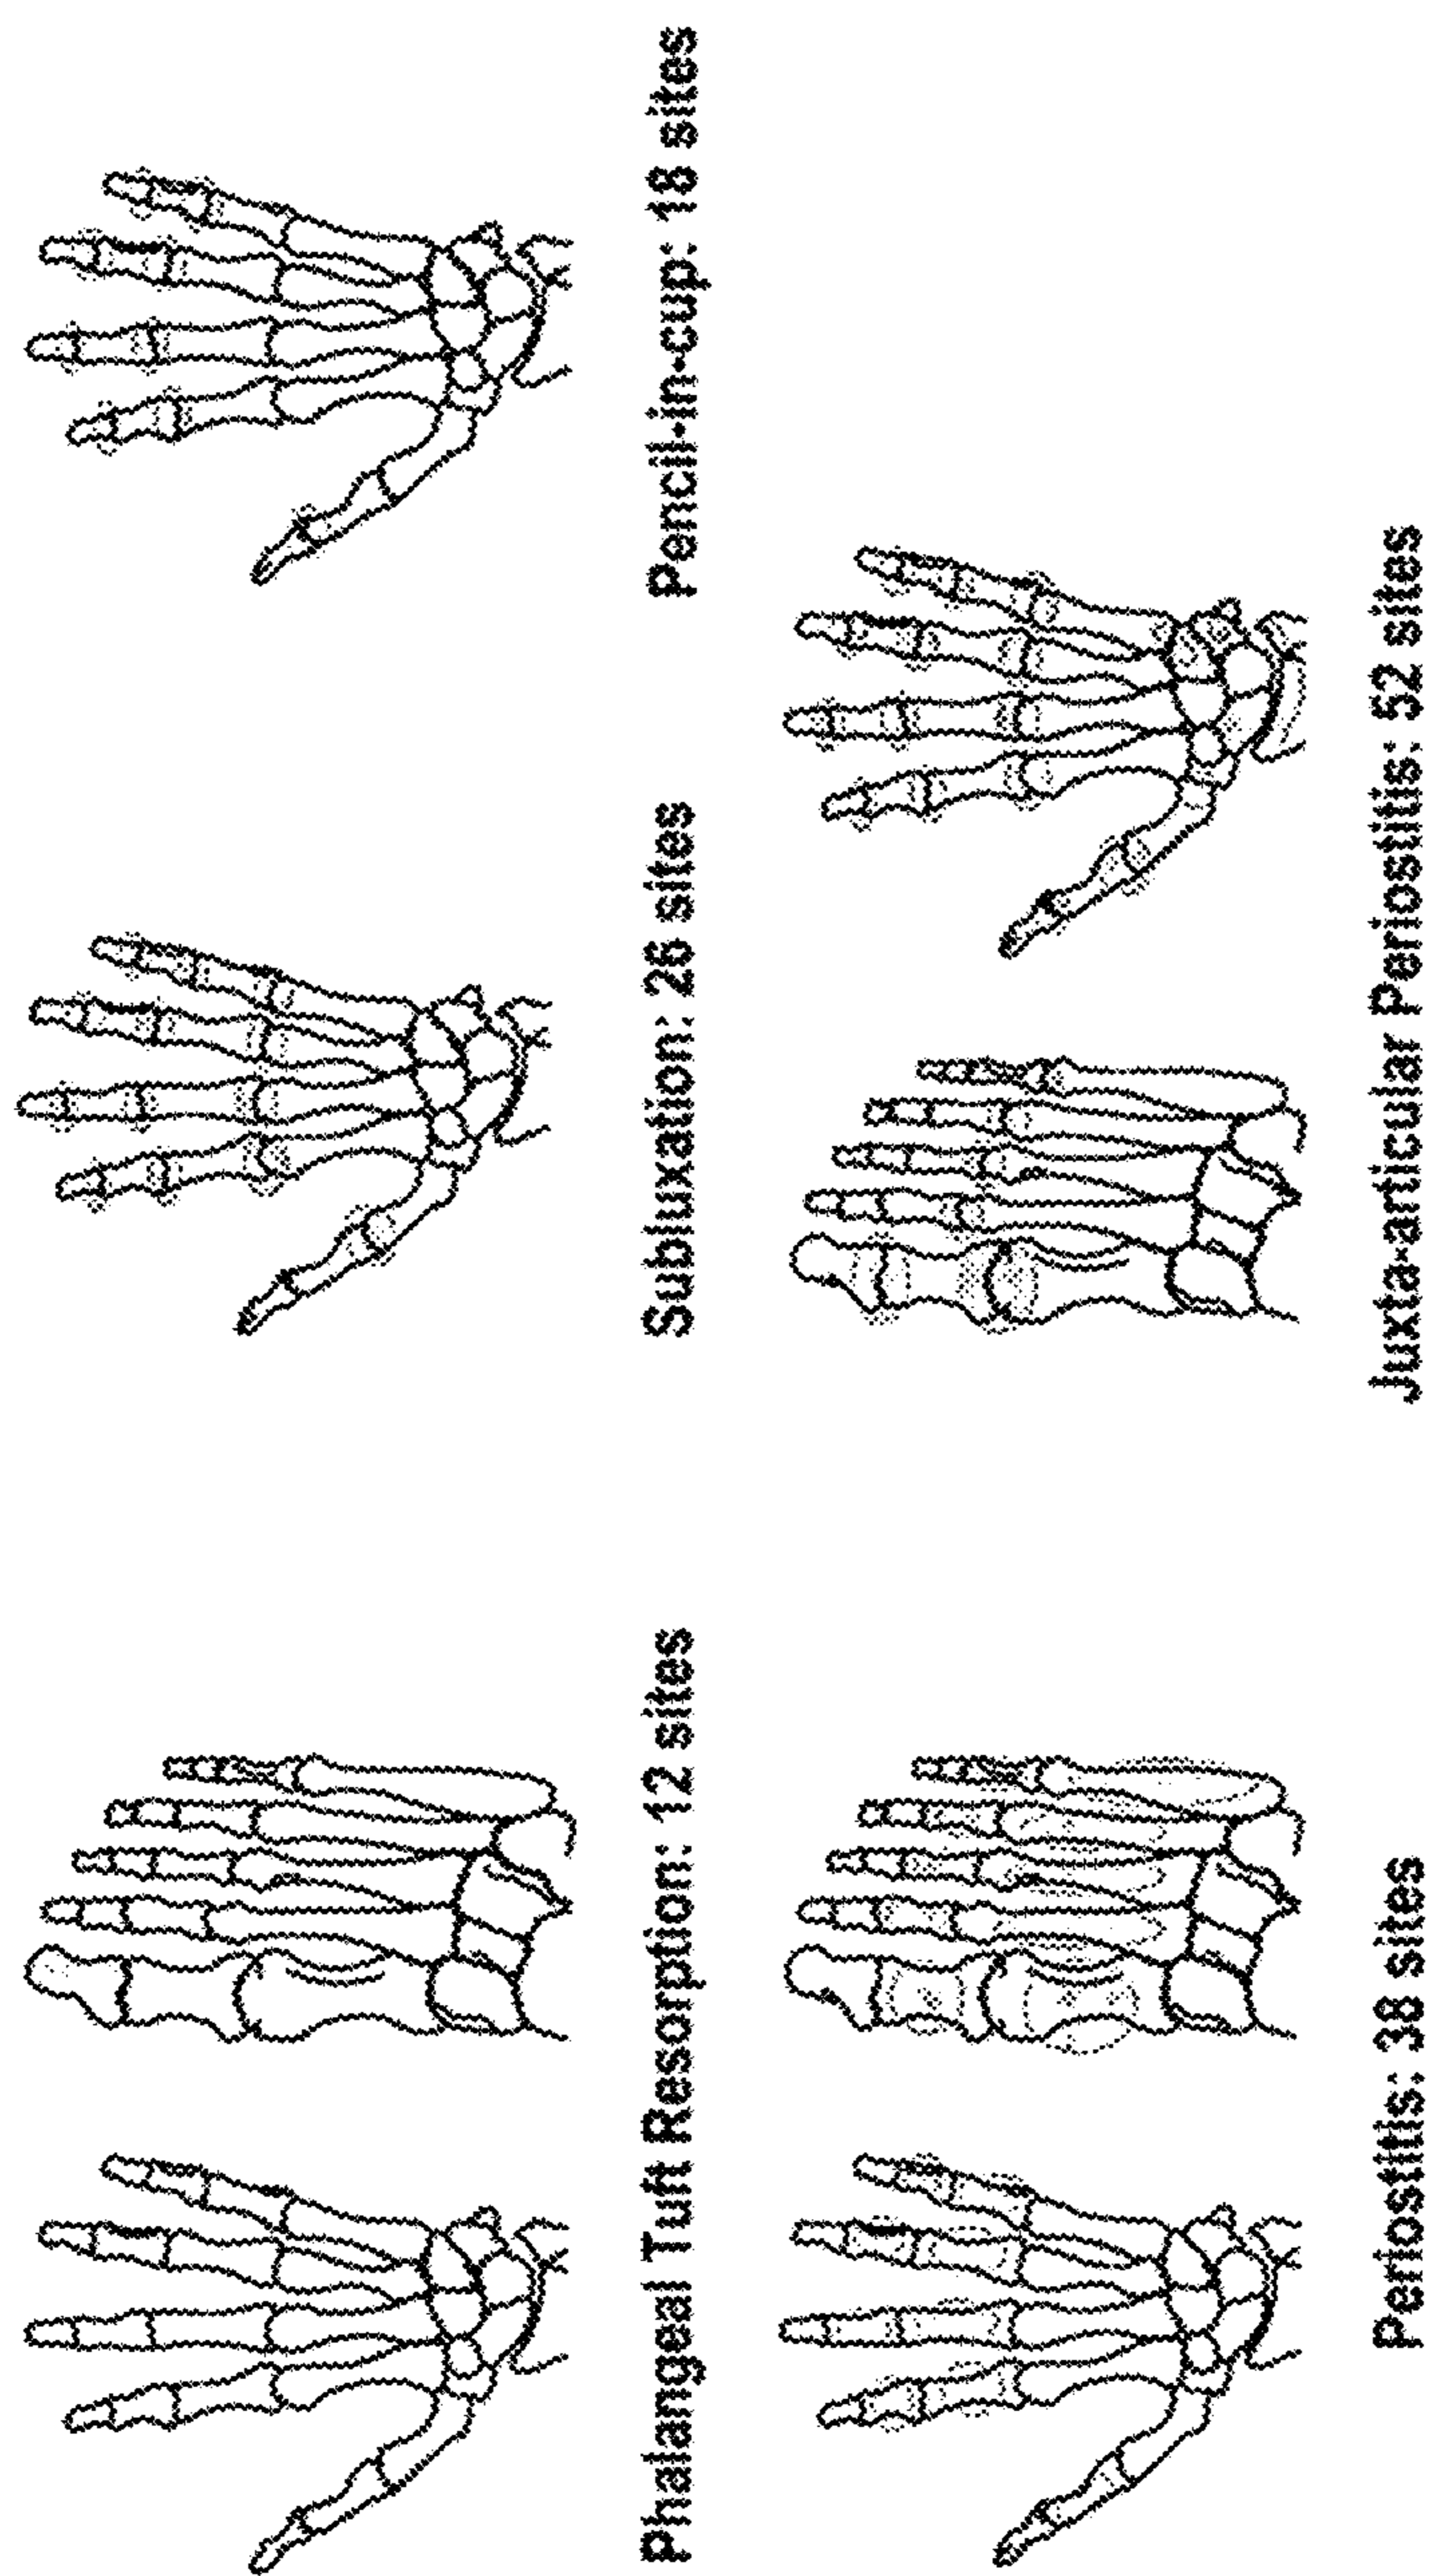 Phalangeal Tuft Resorption: 12 sites
Subluxation: 26 sites
Pencil-in-cup: 18 sites
Periostitis: 38 sites
Juxta-articular Periostitis: 52 sites